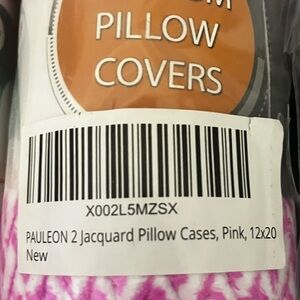 PILLOW
COVERS
X002L5MZSX
PAULEON 2 Jacquard Pillow Cases, Pink, 12x20
New